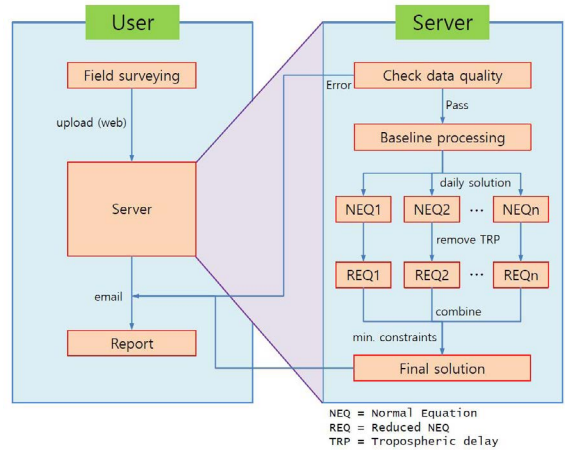 User
Server
Field surveying
upload (web)
Server
email
Report
Error
Check data quality
Pass
Baseline processing
daily solution
NEQ1 NEQ2 ··· NEQn
remove TRP
REQ1 REQ2 ··· REQn
combine
min. constraints
Final solution
NEQ = Normal Equation
REQ = Reduced NEQ
TRP = Tropospheric delay